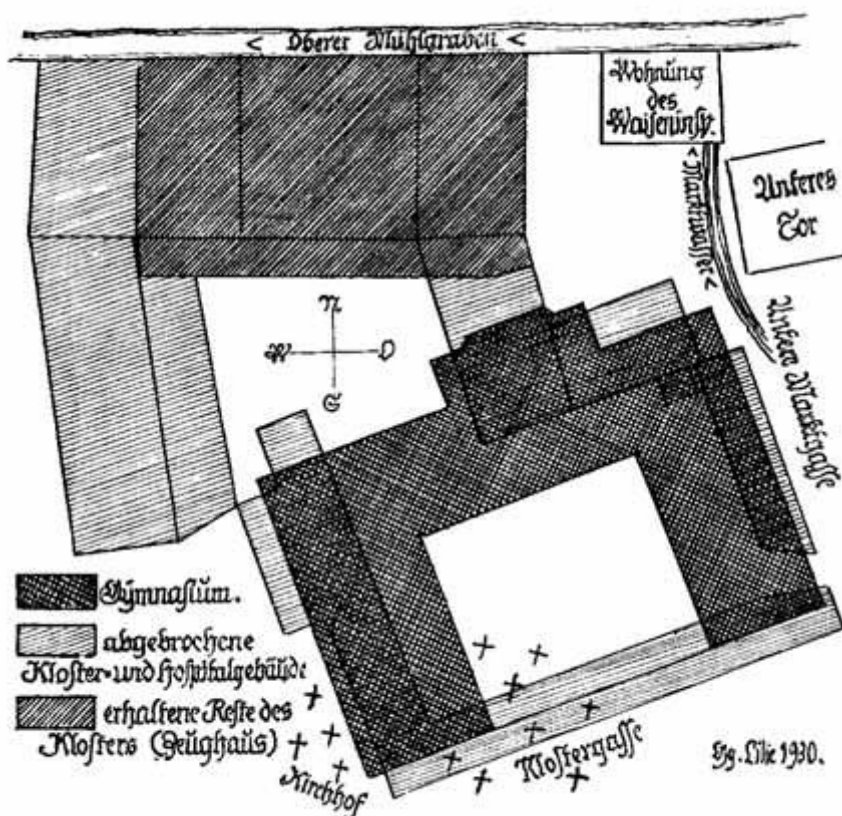 < Oberer Mühlgraben <
Wohnung
des
Waiseninsp.
< Marktwasser <
Unteres
Tor
Untere Marktgasse
N
W O
S
Gymnasium.
abgebrochene
Kloster- und Hospitalgebäude
erhaltene Reste des
Klosters (Zeughaus)
Kirchhof
Klostergasse
Hg. Lilie 1930.